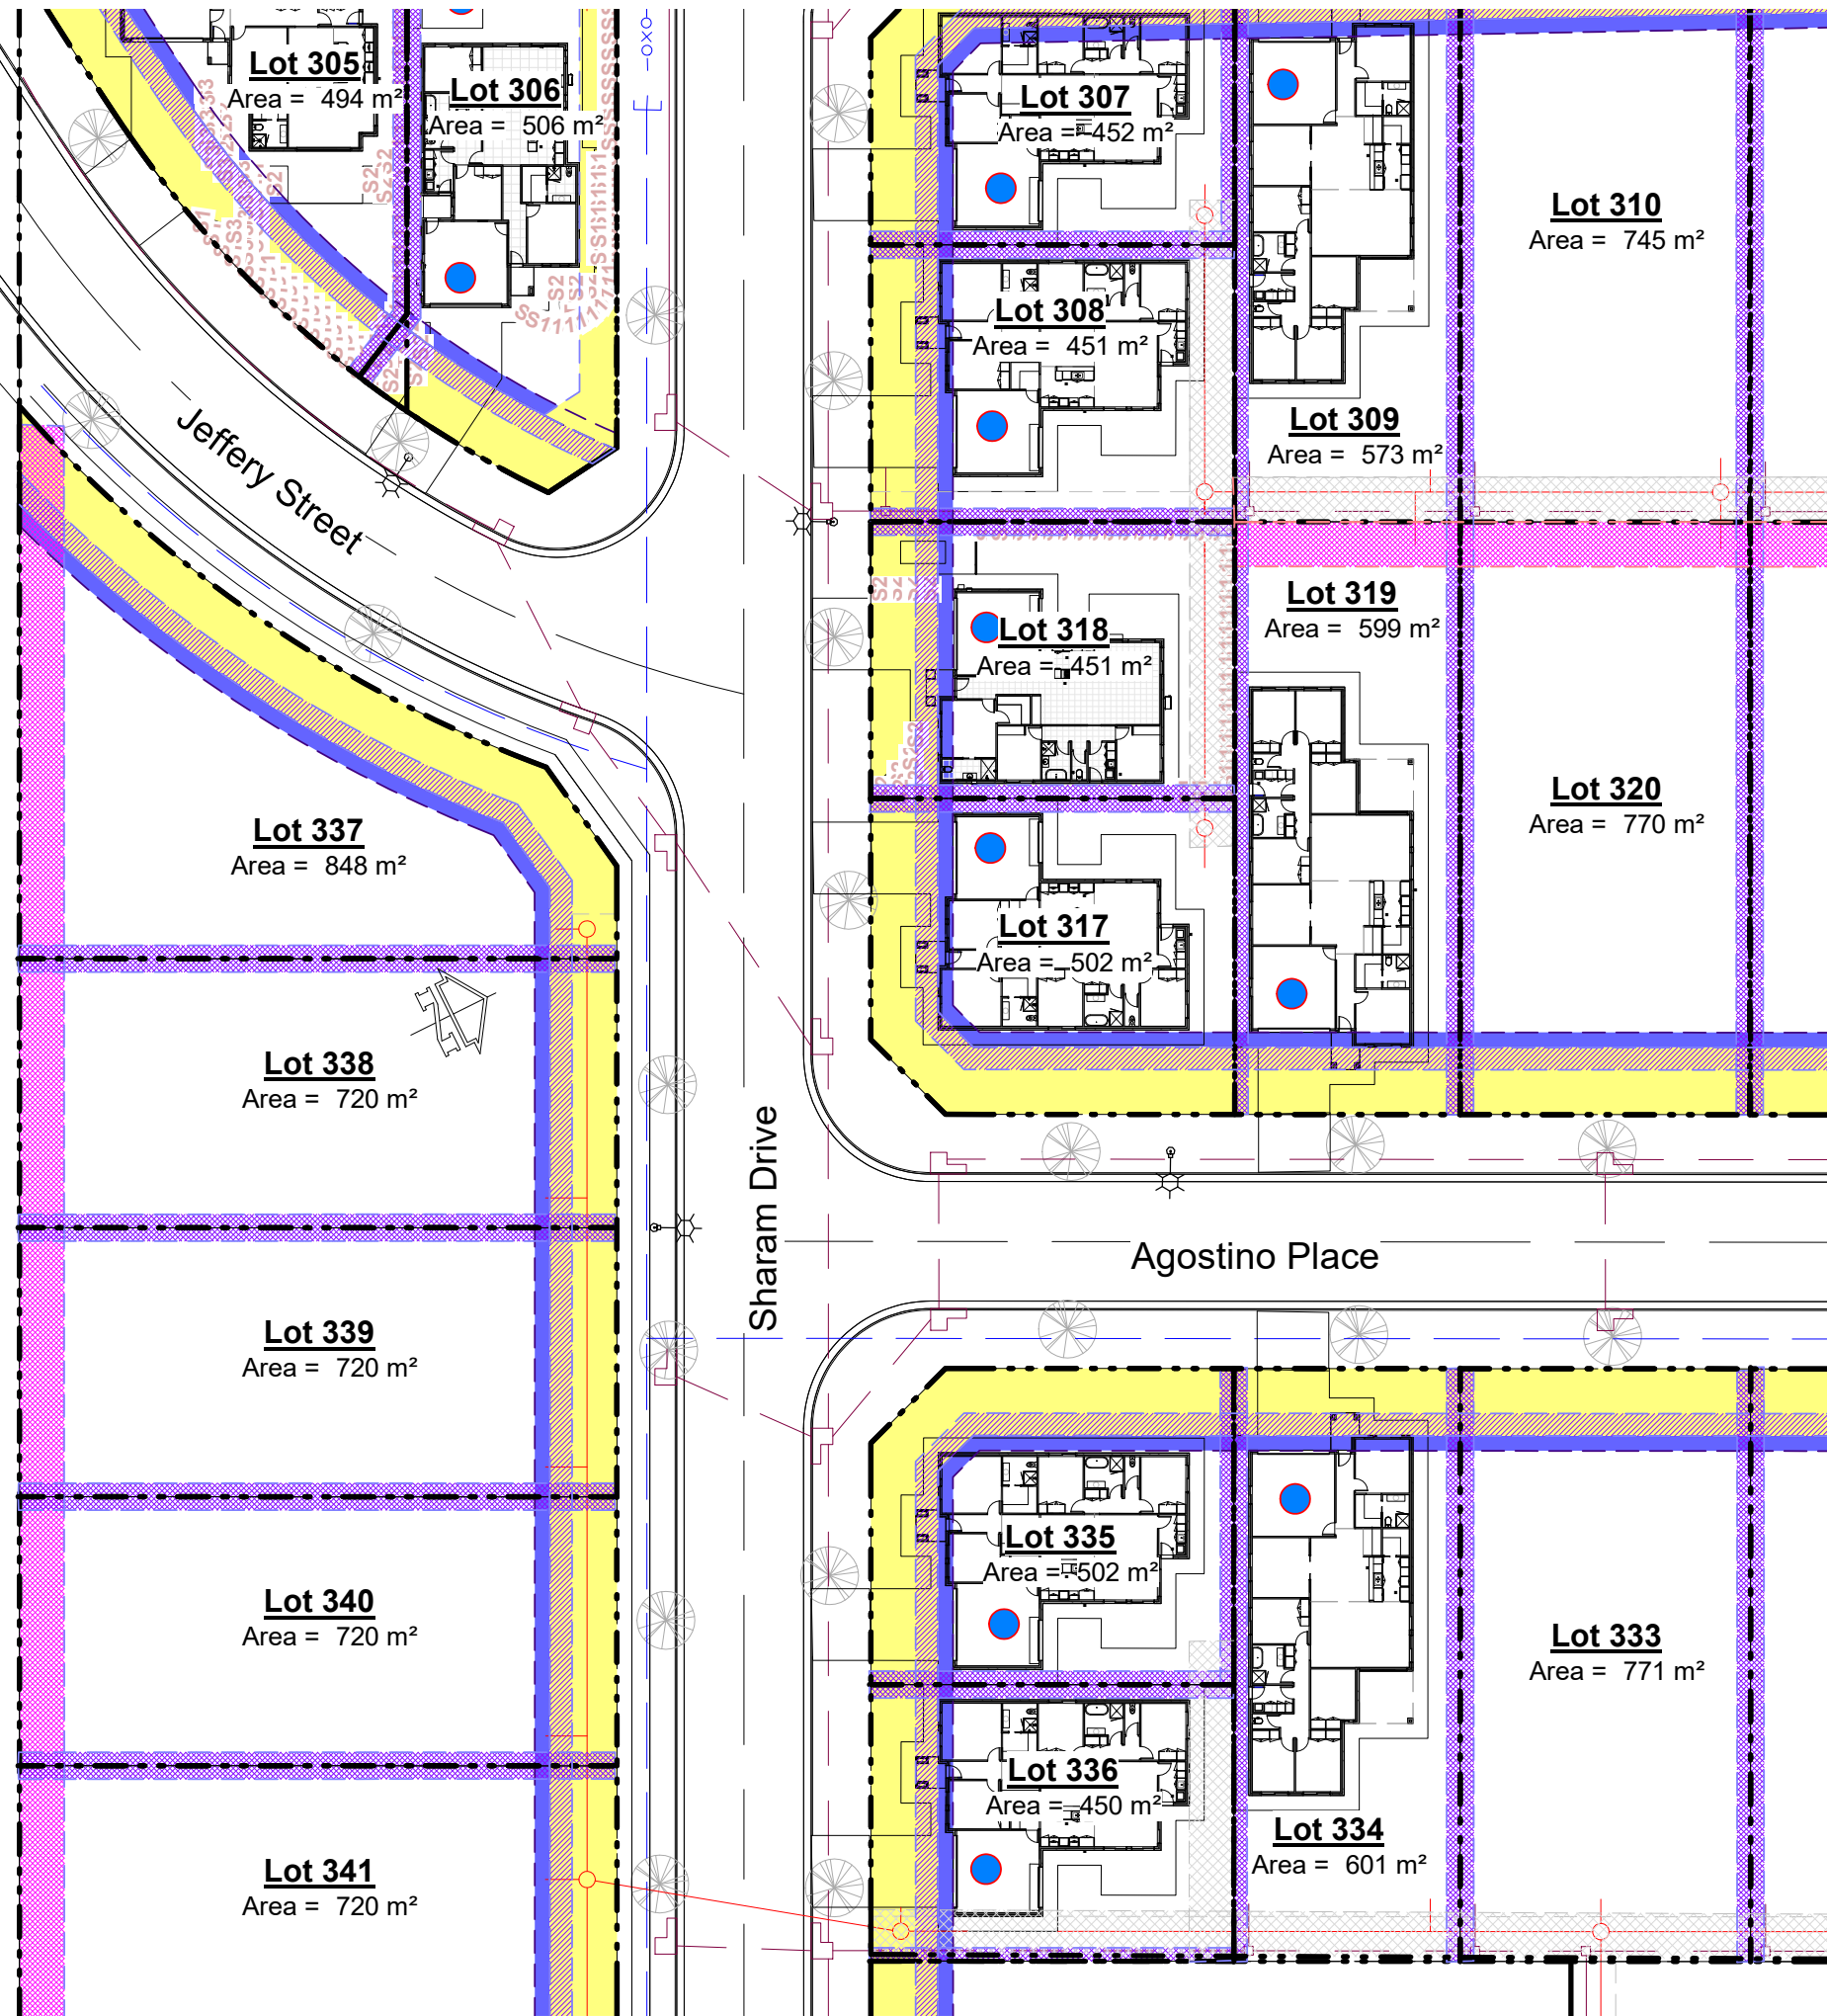 Lot 305
Area = 494 m²
Lot 306
Area = 506 m²
Lot 307
Area = 452 m²
Lot 310
Area = 745 m²
Lot 308
Area = 451 m²
Lot 309
Area = 573 m²
Jeffery Street
Lot 319
Area = 599 m²
Lot 318
Area = 451 m²
Lot 320
Area = 770 m²
Lot 337
Area = 848 m²
Lot 317
Area = 502 m²
Lot 338
Area = 720 m²
Sharam Drive
Agostino Place
Lot 339
Area = 720 m²
Lot 335
Area = 502 m²
Lot 340
Area = 720 m²
Lot 333
Area = 771 m²
Lot 336
Area = 450 m²
Lot 334
Area = 601 m²
Lot 341
Area = 720 m²